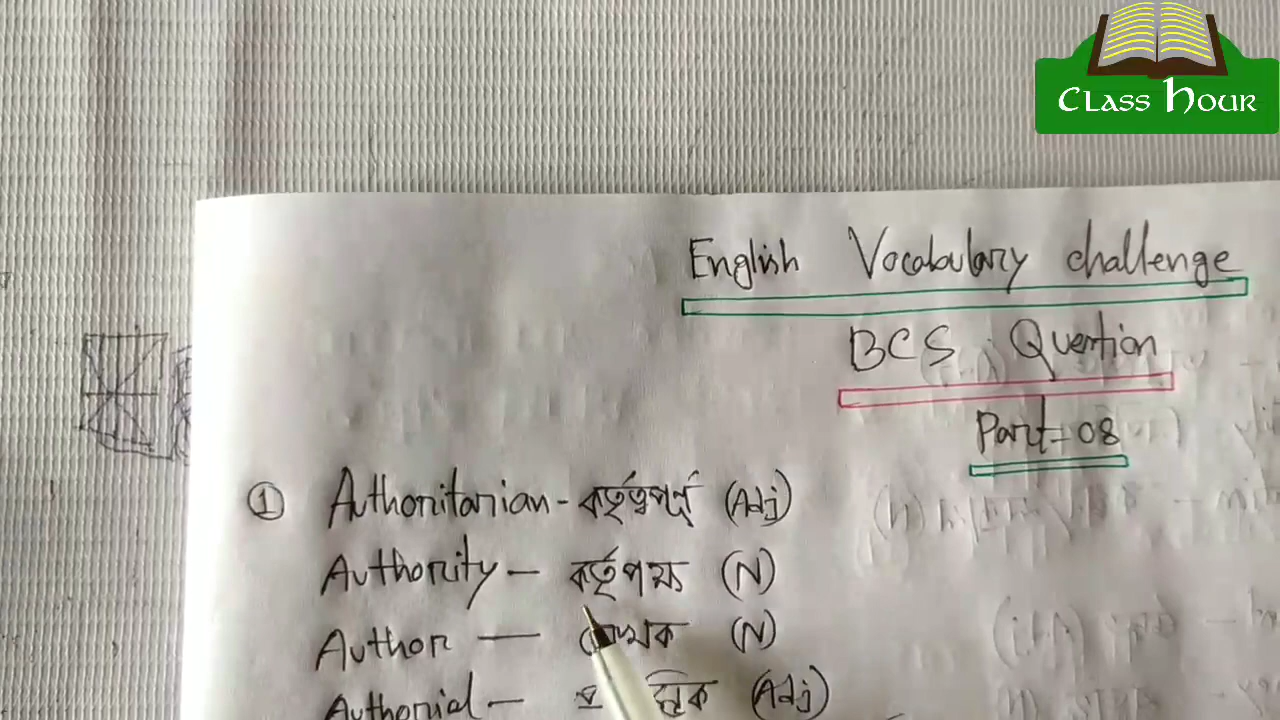 CLASS HOUR
English Vocabulary challenge
BCS Question
Part-08
① Authoritarian - কর্তৃত্বপূর্ণ (Adj)
Authority — কর্তৃপক্ষ (N)
Author — লেখক (N)
Authorial — (Adj)